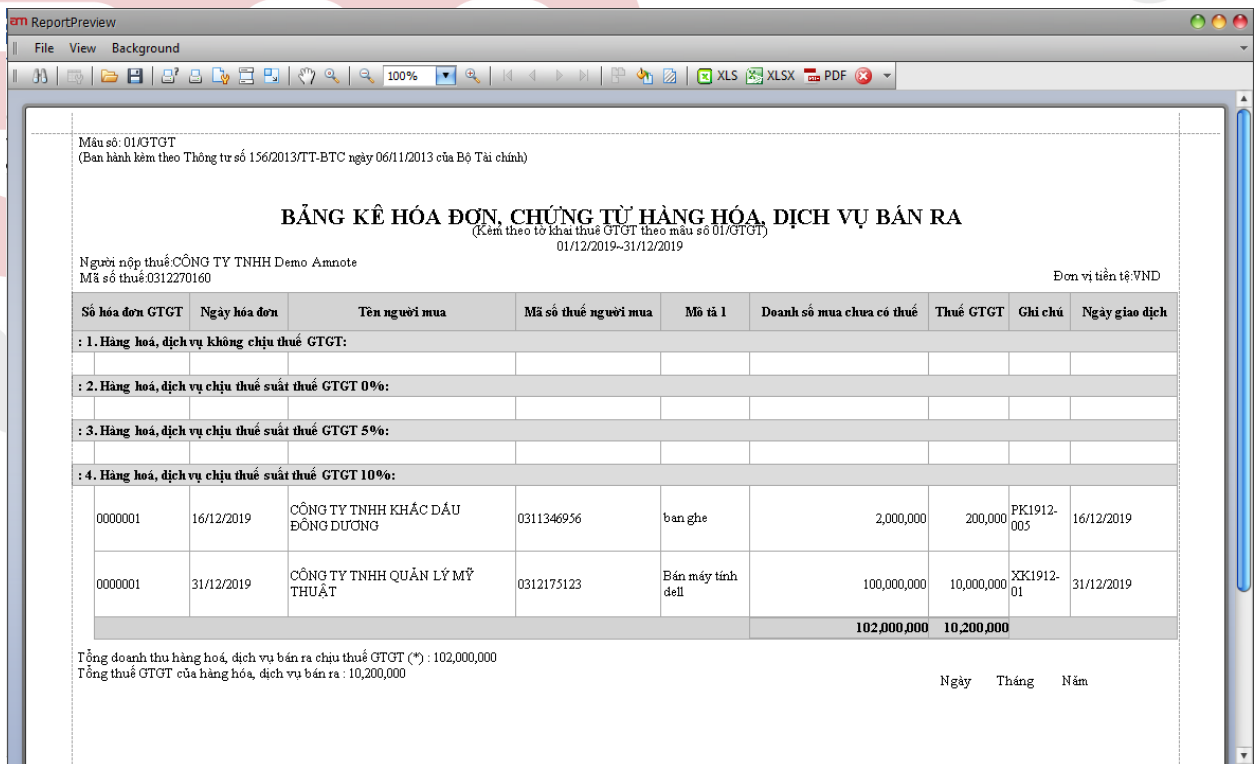 am ReportPreview
File View Background
100% XLS XLSX PDF
Mẫu số: 01/GTGT
(Ban hành kèm theo Thông tư số 156/2013/TT-BTC ngày 06/11/2013 của Bộ Tài chính)
BẢNG KÊ HÓA ĐƠN, CHỨNG TỪ HÀNG HÓA, DỊCH VỤ BÁN RA
(Kèm theo tờ khai thuế GTGT theo mẫu số 01/GTGT)
01/12/2019~31/12/2019
Người nộp thuế:CÔNG TY TNHH Demo Amnote
Mã số thuế:0312270160
Đơn vị tiền tệ:VND
Số hóa đơn GTGT Ngày hóa đơn Tên người mua Mã số thuế người mua Mô tả 1 Doanh số mua chưa có thuế Thuế GTGT Ghi chú Ngày giao dịch
: 1. Hàng hoá, dịch vụ không chịu thuế GTGT:
: 2. Hàng hoá, dịch vụ chịu thuế suất thuế GTGT 0%:
: 3. Hàng hoá, dịch vụ chịu thuế suất thuế GTGT 5%:
: 4. Hàng hoá, dịch vụ chịu thuế suất thuế GTGT 10%:
0000001 16/12/2019 CÔNG TY TNHH KHẮC DẤU ĐÔNG DƯƠNG 0311346956 ban ghe 2,000,000 200,000 PK1912-005 16/12/2019
0000001 31/12/2019 CÔNG TY TNHH QUẢN LÝ MỸ THUẬT 0312175123 Bán máy tính dell 100,000,000 10,000,000 XK1912-01 31/12/2019
102,000,000 10,200,000
Tổng doanh thu hàng hoá, dịch vụ bán ra chịu thuế GTGT (*) : 102,000,000
Tổng thuế GTGT của hàng hóa, dịch vụ bán ra : 10,200,000
Ngày Tháng Năm